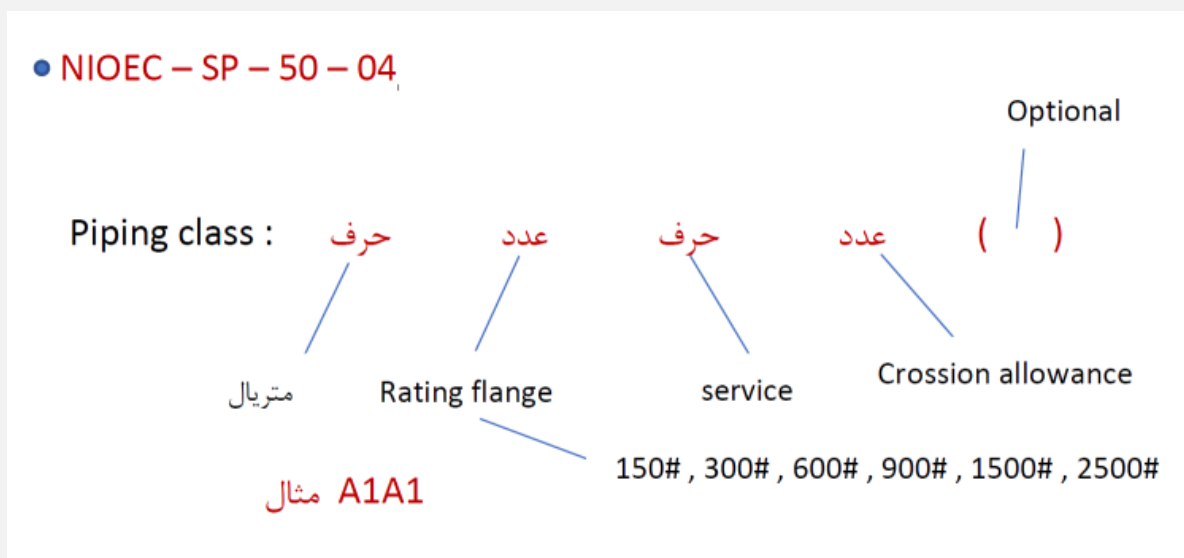 NIOEC – SP – 50 – 04
Optional
Piping class : حرف عدد حرف عدد ( )
متریال Rating flange service Crossion allowance
150# , 300# , 600# , 900# , 1500# , 2500#
مثال A1A1